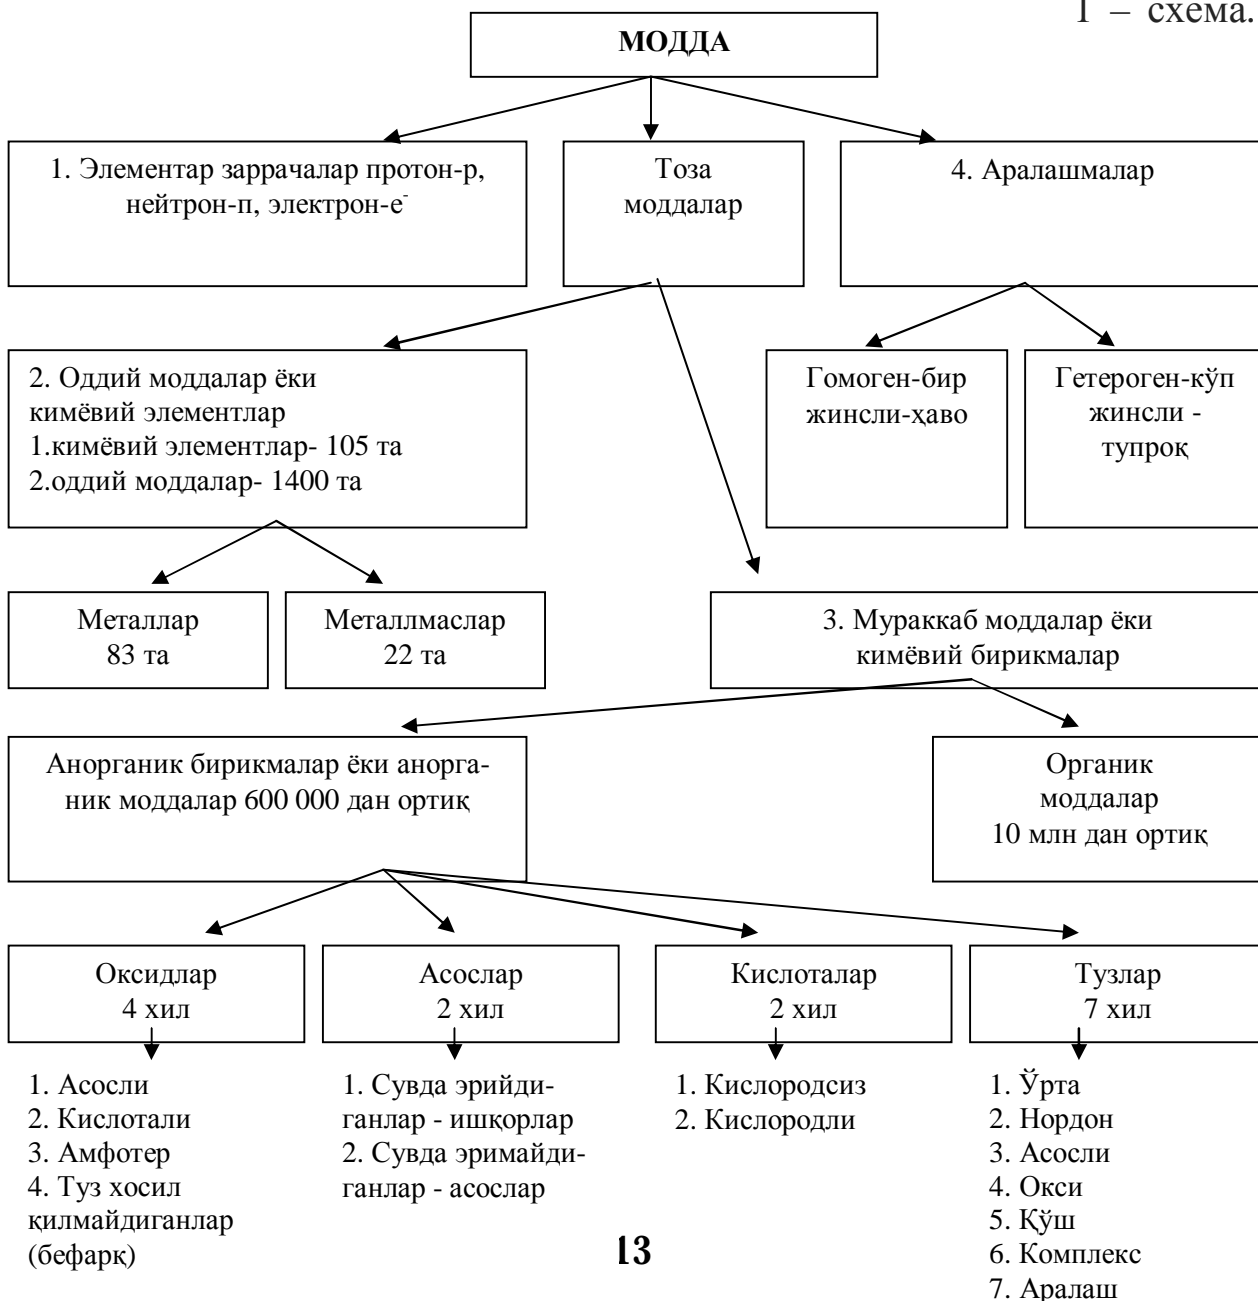 1 – схема.
МОДДА
1. Элементар заррачалар протон-р,
нейтрон-п, электрон-е⁻
Тоза
моддалар
4. Аралашмалар
2. Оддий моддалар ёки
кимёвий элементлар
1.кимёвий элементлар- 105 та
2.оддий моддалар- 1400 та
Гомоген-бир
жинсли-ҳаво
Гетероген-кўп
жинсли -
тупроқ
Металлар
83 та
Металлмаслар
22 та
3. Мураккаб моддалар ёки
кимёвий бирикмалар
Анорганик бирикмалар ёки анорга-
ник моддалар 600 000 дан ортиқ
Органик
моддалар
10 млн дан ортиқ
Оксидлар
4 хил
Асослар
2 хил
Кислоталар
2 хил
Тузлар
7 хил
1. Асосли
2. Кислотали
3. Амфотер
4. Туз хосил
қилмайдиганлар
(бефарқ)
1. Сувда эрийди-
ганлар - ишқорлар
2. Сувда эримайди-
ганлар - асослар
1. Кислородсиз
2. Кислородли
1. Ўрта
2. Нордон
3. Асосли
4. Окси
5. Қўш
6. Комплекс
7. Аралаш
13